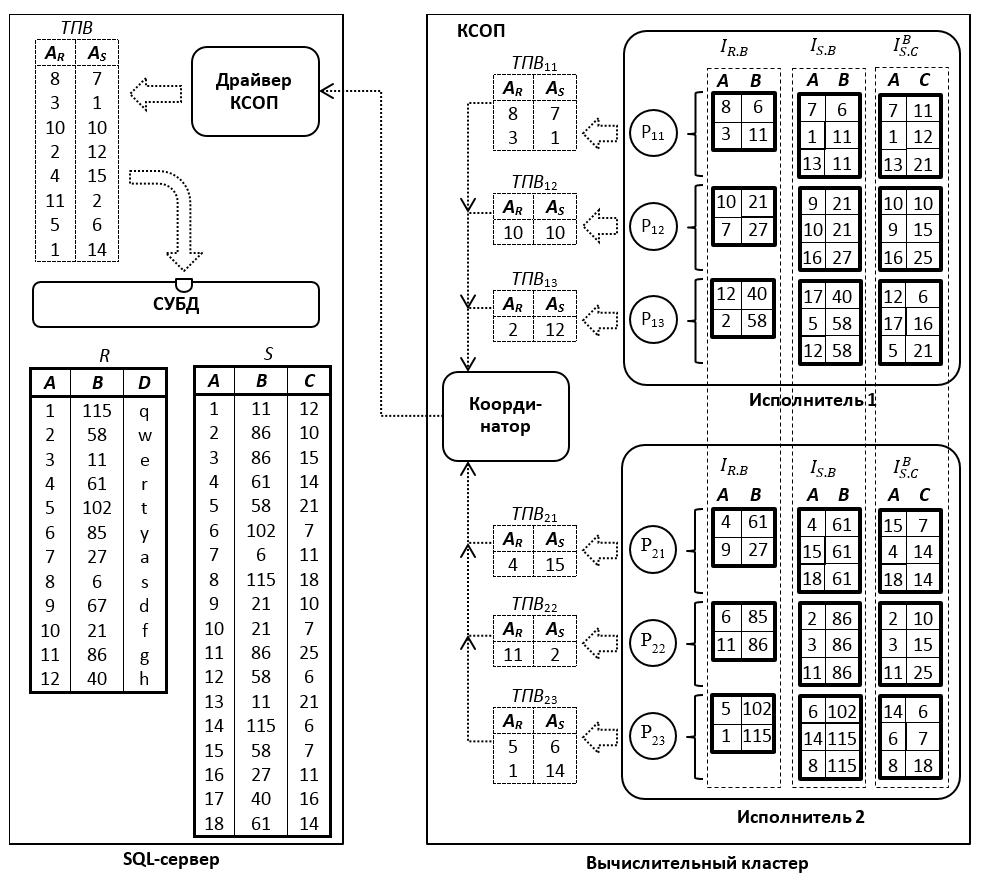 ТПВ
A_R A_S
8 7
3 1
10 10
2 12
4 15
11 2
5 6
1 14
Драйвер
КСОП
СУБД
R
A B D
1 115 q
2 58 w
3 11 e
4 61 r
5 102 t
6 85 y
7 27 a
8 6 s
9 67 d
10 21 f
11 86 g
12 40 h
S
A B C
1 11 12
2 86 10
3 86 15
4 61 14
5 58 21
6 102 7
7 6 11
8 115 18
9 21 10
10 21 7
11 86 25
12 58 6
13 11 21
14 115 6
15 58 7
16 27 11
17 40 16
18 61 14
SQL-сервер
КСОП
ТПВ11
A_R A_S
8 7
3 1
ТПВ12
A_R A_S
10 10
ТПВ13
A_R A_S
2 12
Коорди-
натор
ТПВ21
A_R A_S
4 15
ТПВ22
A_R A_S
11 2
ТПВ23
A_R A_S
5 6
1 14
I_R.B I_S.B I^B_S.C
A B A B A C
P11
8 6
3 11
7 6
1 11
13 11
7 11
1 12
13 21
P12
10 21
7 27
9 21
10 21
16 27
10 10
9 15
16 25
P13
12 40
2 58
17 40
5 58
12 58
12 6
17 16
5 21
Исполнитель 1
I_R.B I_S.B I^B_S.C
A B A B A C
P21
4 61
9 27
4 61
15 61
18 61
15 7
4 14
18 14
P22
6 85
11 86
2 86
3 86
11 86
2 10
3 15
11 25
P23
5 102
1 115
6 102
14 115
8 115
14 6
6 7
8 18
Исполнитель 2
Вычислительный кластер